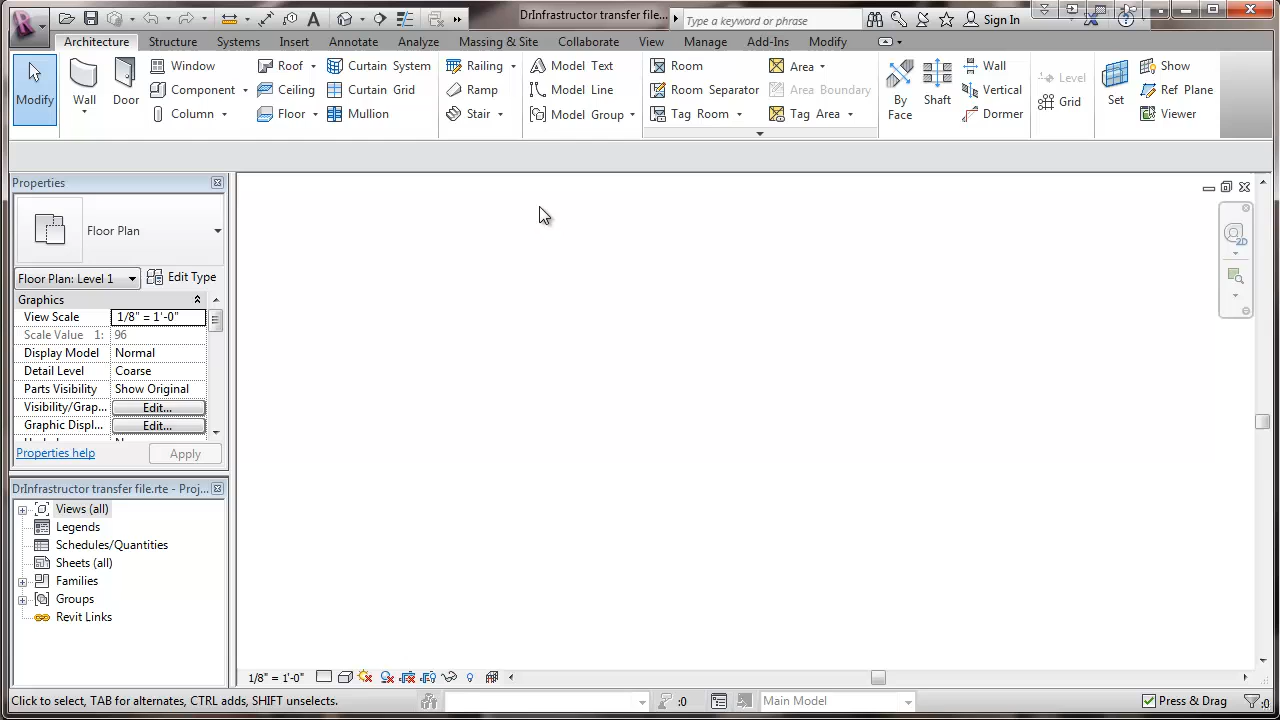 DrInfrastructor transfer file...
Type a keyword or phrase
Sign In
Architecture Structure Systems Insert Annotate Analyze Massing & Site Collaborate View Manage Add-Ins Modify
Modify
Wall
Door
Window
Component
Column
Roof
Ceiling
Floor
Curtain System
Curtain Grid
Mullion
Railing
Ramp
Stair
Model Text
Model Line
Model Group
Room
Room Separator
Tag Room
Area
Area Boundary
Tag Area
By
Face
Shaft
Wall
Vertical
Dormer
Level
Grid
Set
Show
Ref Plane
Viewer
Properties
Floor Plan
Floor Plan: Level 1
Edit Type
Graphics
View Scale 1/8" = 1'-0"
Scale Value 1: 96
Display Model Normal
Detail Level Coarse
Parts Visibility Show Original
Visibility/Grap... Edit...
Graphic Displ... Edit...
Properties help
Apply
DrInfrastructor transfer file.rte - Proj...
Views (all)
Legends
Schedules/Quantities
Sheets (all)
Families
Groups
Revit Links
2D
1/8" = 1'-0"
Click to select, TAB for alternates, CTRL adds, SHIFT unselects.
:0
Main Model
Press & Drag
:0